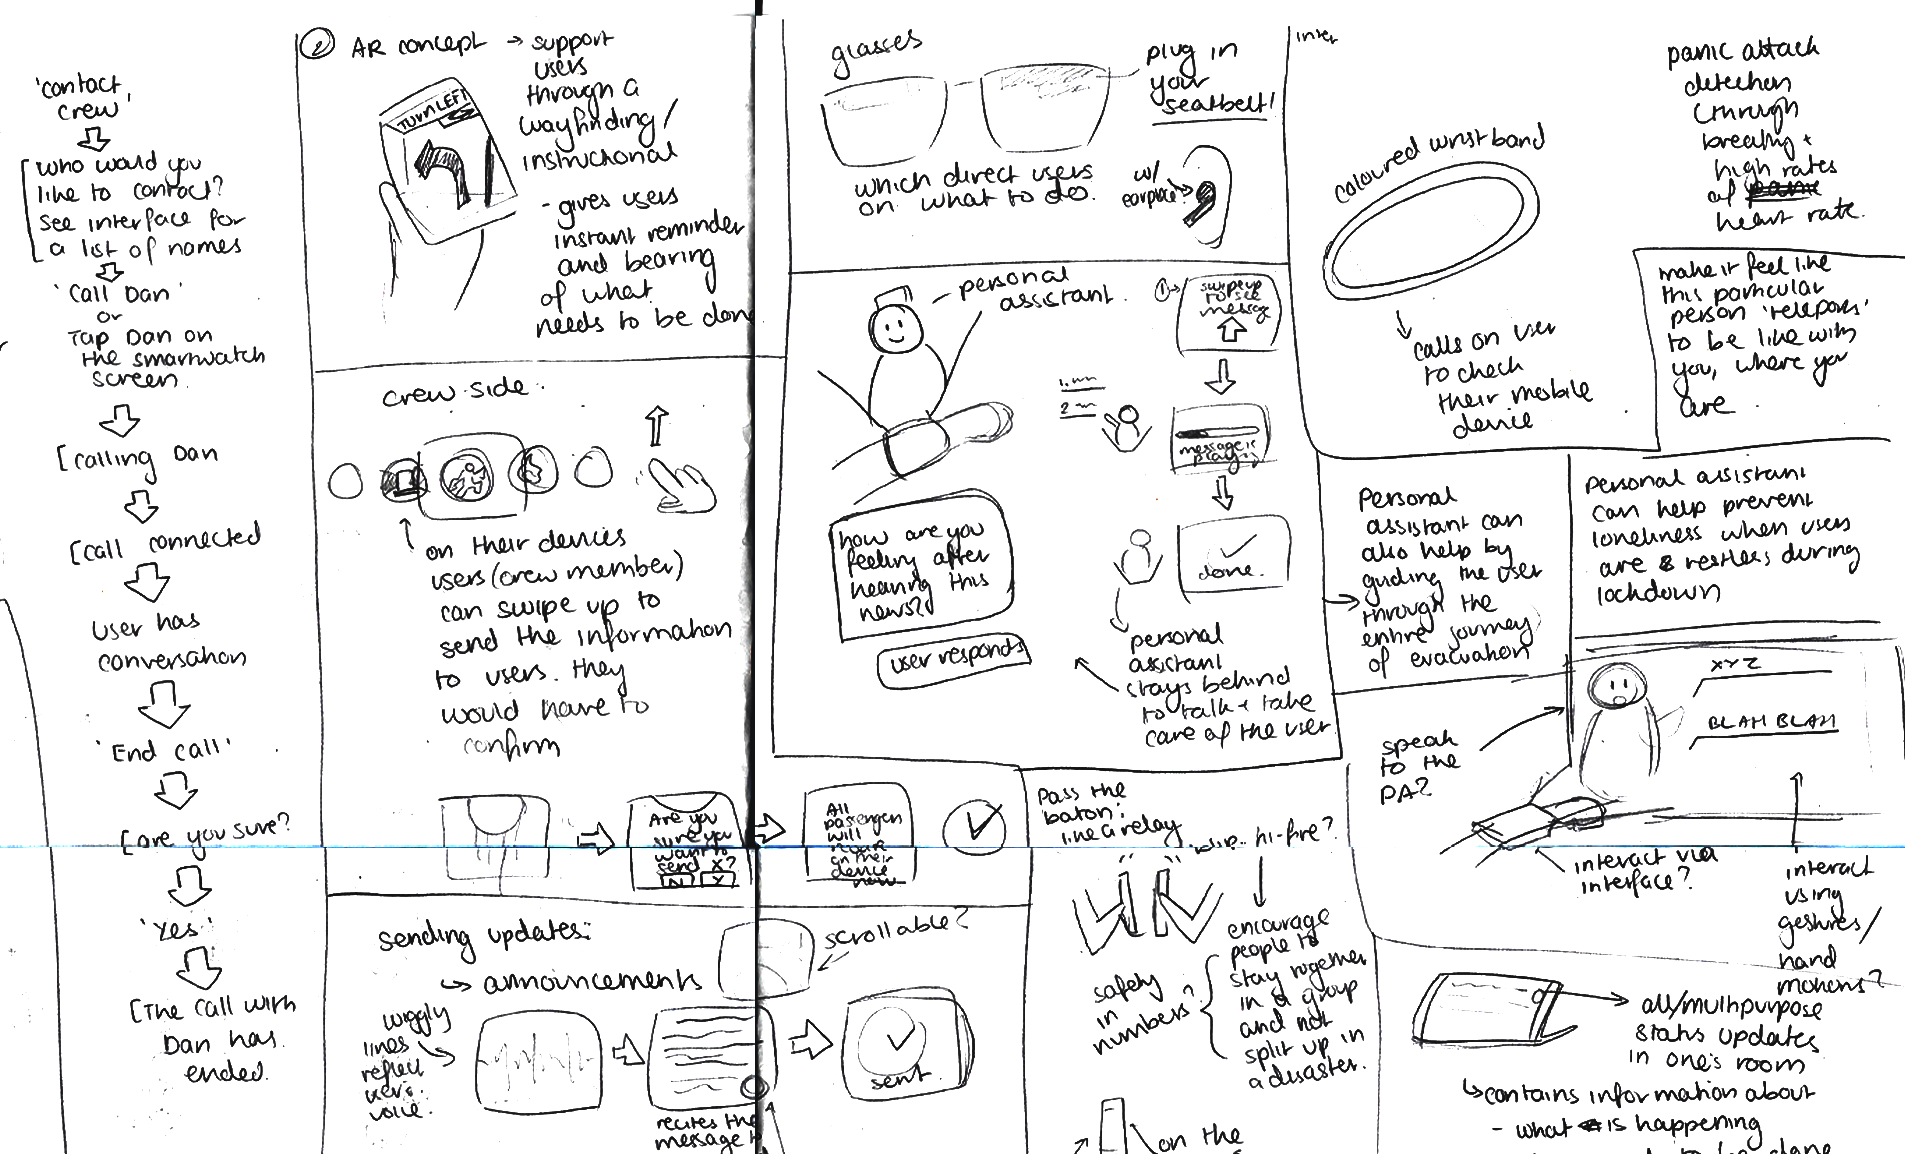 'contact
crew'
[who would you
like to contact?
see interface for
a list of names
'Call Dan'
or
Tap Dan on
the smartwatch
screen.
[calling Dan
[call connected
User has
conversation
'End call'
[are you sure?
'Yes'
[The call with
Dan has
ended.
② AR concept → support
users
through a
wayfinding/
instructional
TURN LEFT
- gives users
instant reminder
and bearing
of what
needs to be done
crew side.
on their devices
users (crew member)
can swipe up to
send the information
to users. they
would have to
confirm
Are you
sure you
want to
send X?
N Y
All
passengers
will
on their
device
now
sending updates:
↳ announcements
scrollable?
wiggly
lines
reflect
user's
voice.
recites the
message
sent
glasses
plug in
your
seatbelt!
which direct users
on what to do.
w/
earpiece
personal
assistant.
① →
swipe up
to see
message
1.
2
message is
playing
done.
how are you
feeling after
hearing this
news?
user responds
personal
assistant
stays behind
to talk + take
care of the user
inter
coloured wristband
calls on user
to check
their mobile
device
panic attack
detection
(through
breathy +
high rates
of
heart rate.
make it feel like
this particular
person 'teleports'
to be like with
you, where you
are
Personal
assistant can
also help by
guiding the user
through the
entire journey
of evacuation
personal assistant
can help prevent
loneliness when users
are restless during
lockdown
XYZ
BLAH BLAH
speak
to the
PA?
interact via
interface?
interact
using
gestures/
hand
motions?
Pass the
baton:
like a relay
hi-five?
safety
in
numbers?
encourage
people to
stay together
in a group
and not
split up in
a disaster.
on the
all/multipurpose
status updates
in one's room
↳ contains information about
- what is happening
to be done